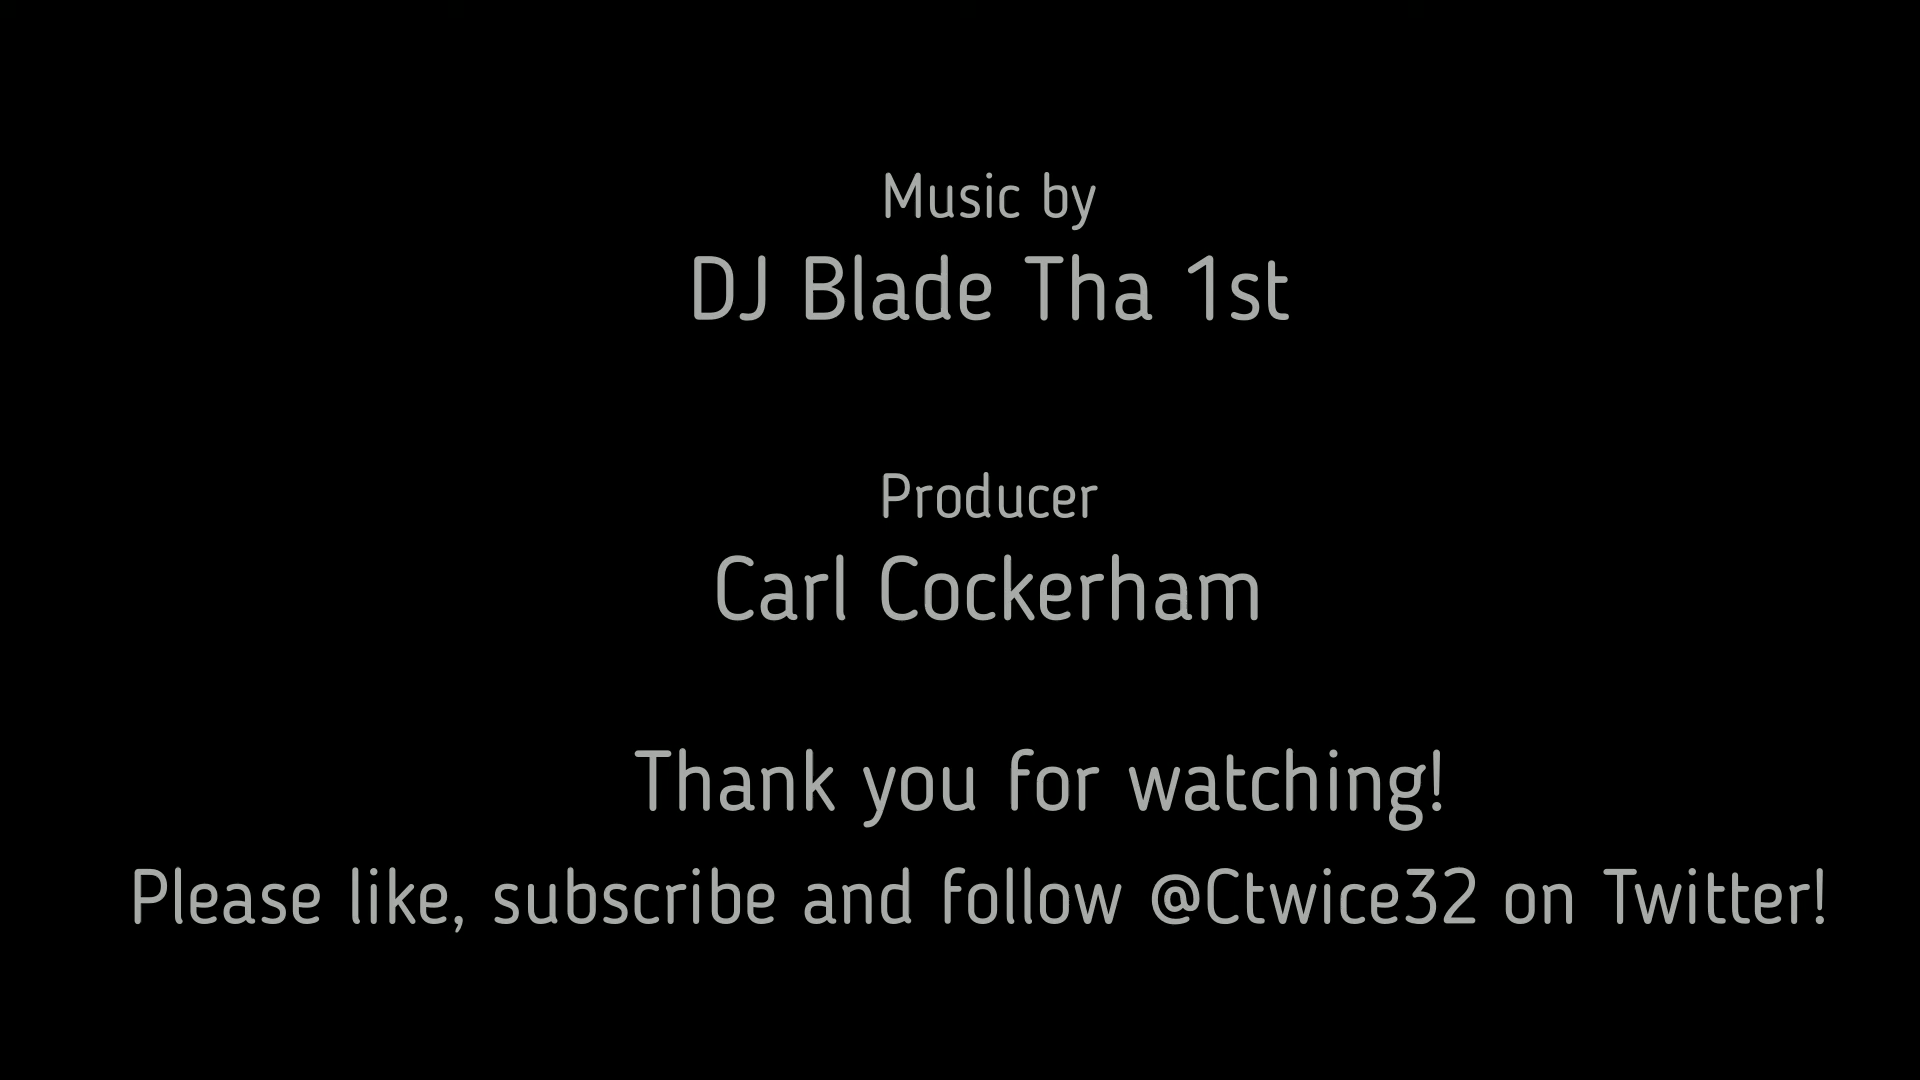 Music by
DJ Blade Tha 1st
Producer
Carl Cockerham
Thank you for watching!
Please like, subscribe and follow @Ctwice32 on Twitter!